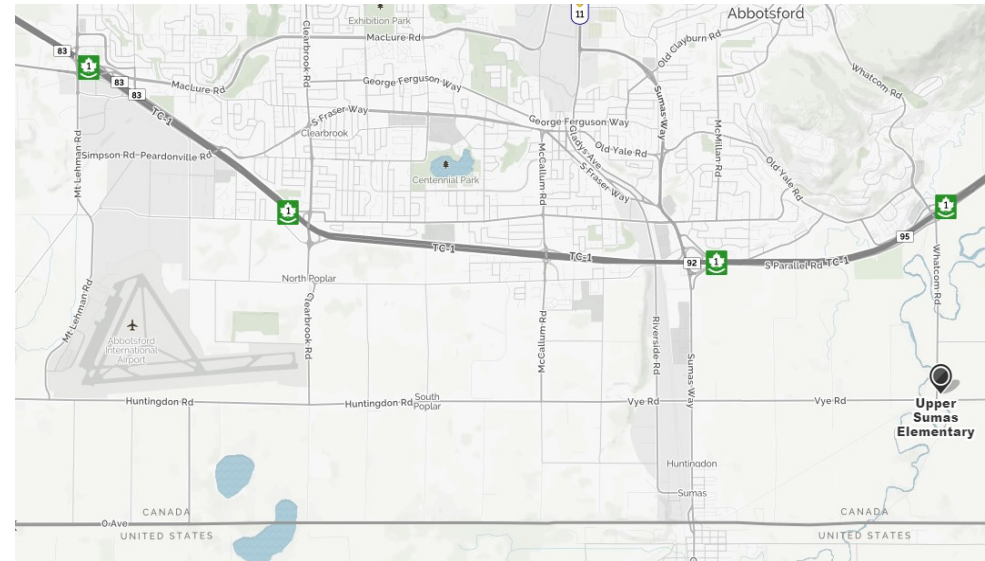 11
Abbotsford
Exhibition Park
MacLure Rd
Clearbrook Rd
83
1
83
83
MacLure Rd
TC-1
Old Clayburn Rd
Whatcom Rd
George Ferguson Way
S Fraser Way
Clearbrook
George Ferguson Way
Gladys Ave
Sumas Way
McMillan Rd
Old Yale Rd
Old Yale Rd
Simpson Rd
Peardonville Rd
Mt Lehman Rd
Centennial Park
McCallum Rd
S Fraser Way
1
1
95
TC-1
TC-1
92
1
S Parallel Rd
TC-1
Whatcom Rd
North Poplar
Mt Lehman Rd
Clearbrook Rd
McCallum Rd
Riverside Rd
Sumas Way
Abbotsford
International
Airport
Huntingdon Rd
Huntingdon Rd
South
Poplar
Vye Rd
Vye Rd
Upper
Sumas
Elementary
Huntingdon
Sumas
CANADA
CANADA
0 Ave
UNITED STATES
UNITED STATES